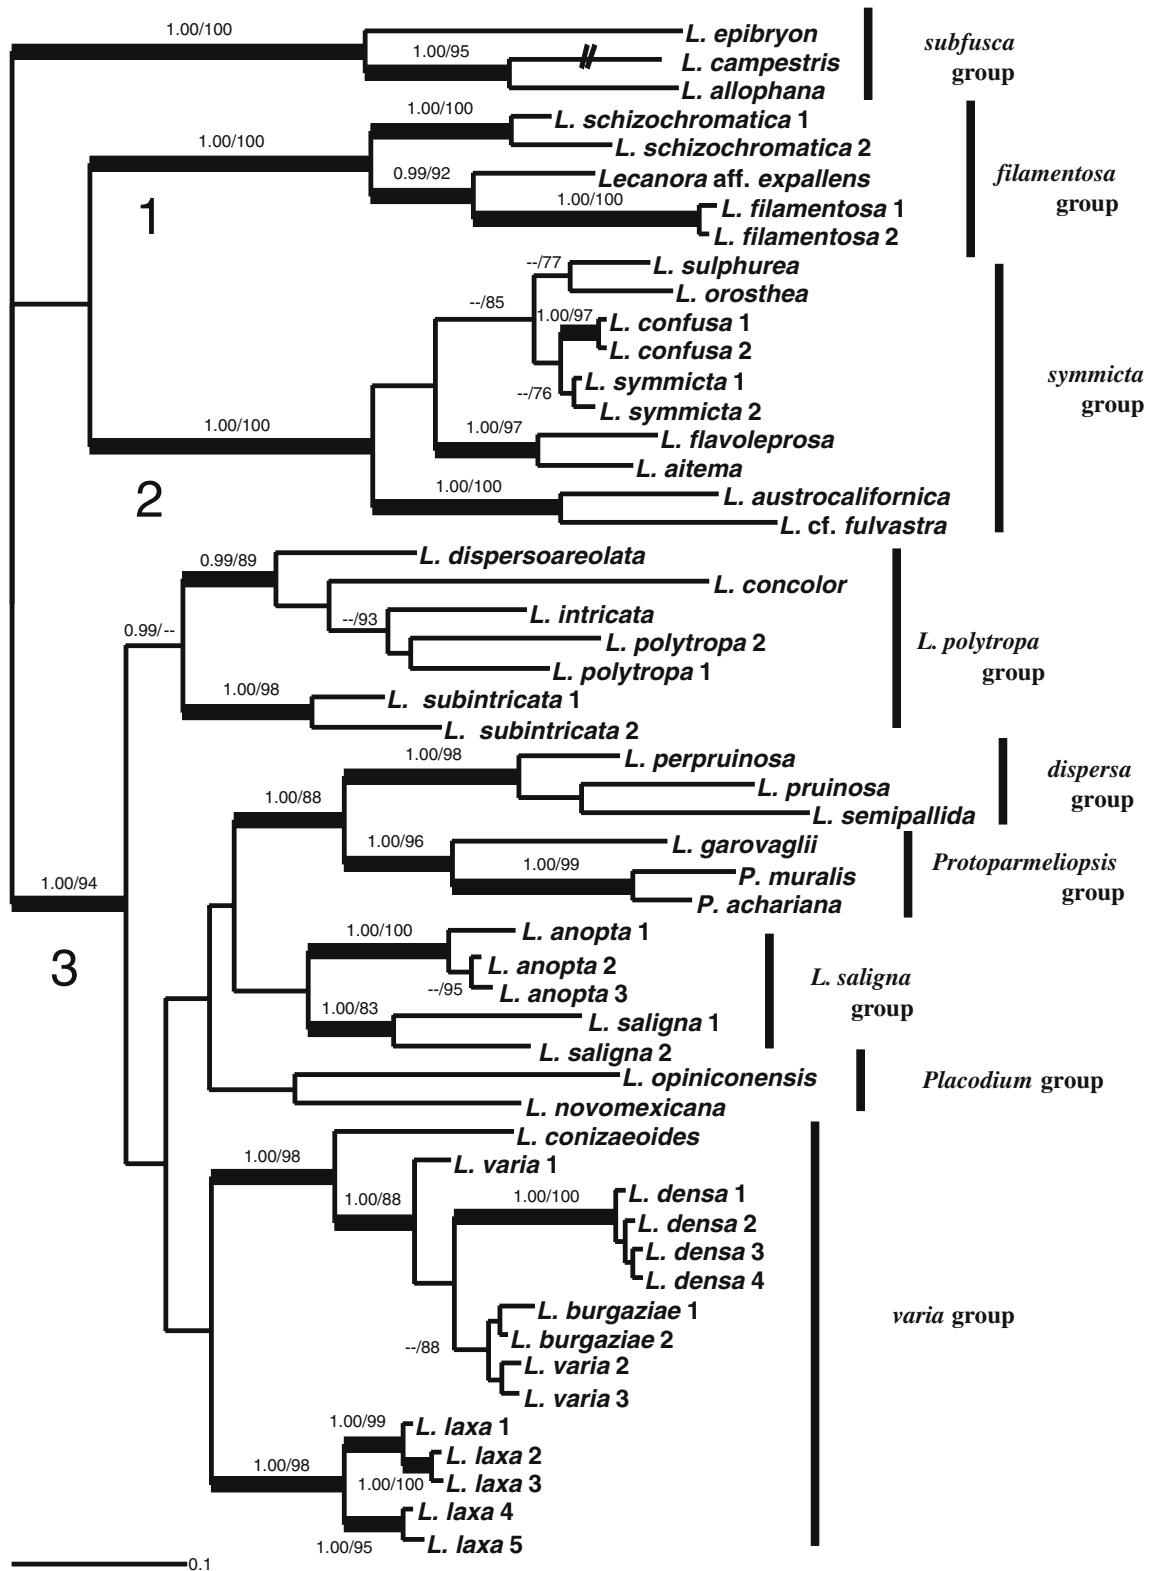 1.00/100
L. epibryon
1.00/95
L. campestris
L. allophana
subfusca
group
1.00/100
L. schizochromatica 1
1.00/100
L. schizochromatica 2
0.99/92
Lecanora aff. expallens
1.00/100
L. filamentosa 1
L. filamentosa 2
filamentosa
group
1
--/77
L. sulphurea
L. orosthea
--/85
1.00/97
L. confusa 1
L. confusa 2
L. symmicta 1
--/76
L. symmicta 2
1.00/100
1.00/97
L. flavoleprosa
L. aitema
1.00/100
L. austrocalifornica
L. cf. fulvastra
symmicta
group
2
0.99/89
L. dispersoareolata
L. concolor
--/93
L. intricata
0.99/--
L. polytropa 2
L. polytropa 1
1.00/98
L. subintricata 1
L. subintricata 2
L. polytropa
group
1.00/98
L. perpruinosa
L. pruinosa
1.00/88
L. semipallida
dispersa
group
1.00/96
L. garovaglii
1.00/99
P. muralis
P. achariana
Protoparmeliopsis
group
1.00/94
3
1.00/100
L. anopta 1
L. anopta 2
--/95
L. anopta 3
1.00/83
L. saligna 1
L. saligna 2
L. saligna
group
L. opiniconensis
L. novomexicana
Placodium group
1.00/98
L. conizaeoides
L. varia 1
1.00/88
1.00/100
L. densa 1
L. densa 2
L. densa 3
L. densa 4
L. burgaziae 1
L. burgaziae 2
--/88
L. varia 2
L. varia 3
varia group
1.00/99
L. laxa 1
L. laxa 2
1.00/98
1.00/100
L. laxa 3
L. laxa 4
1.00/95
L. laxa 5
0.1